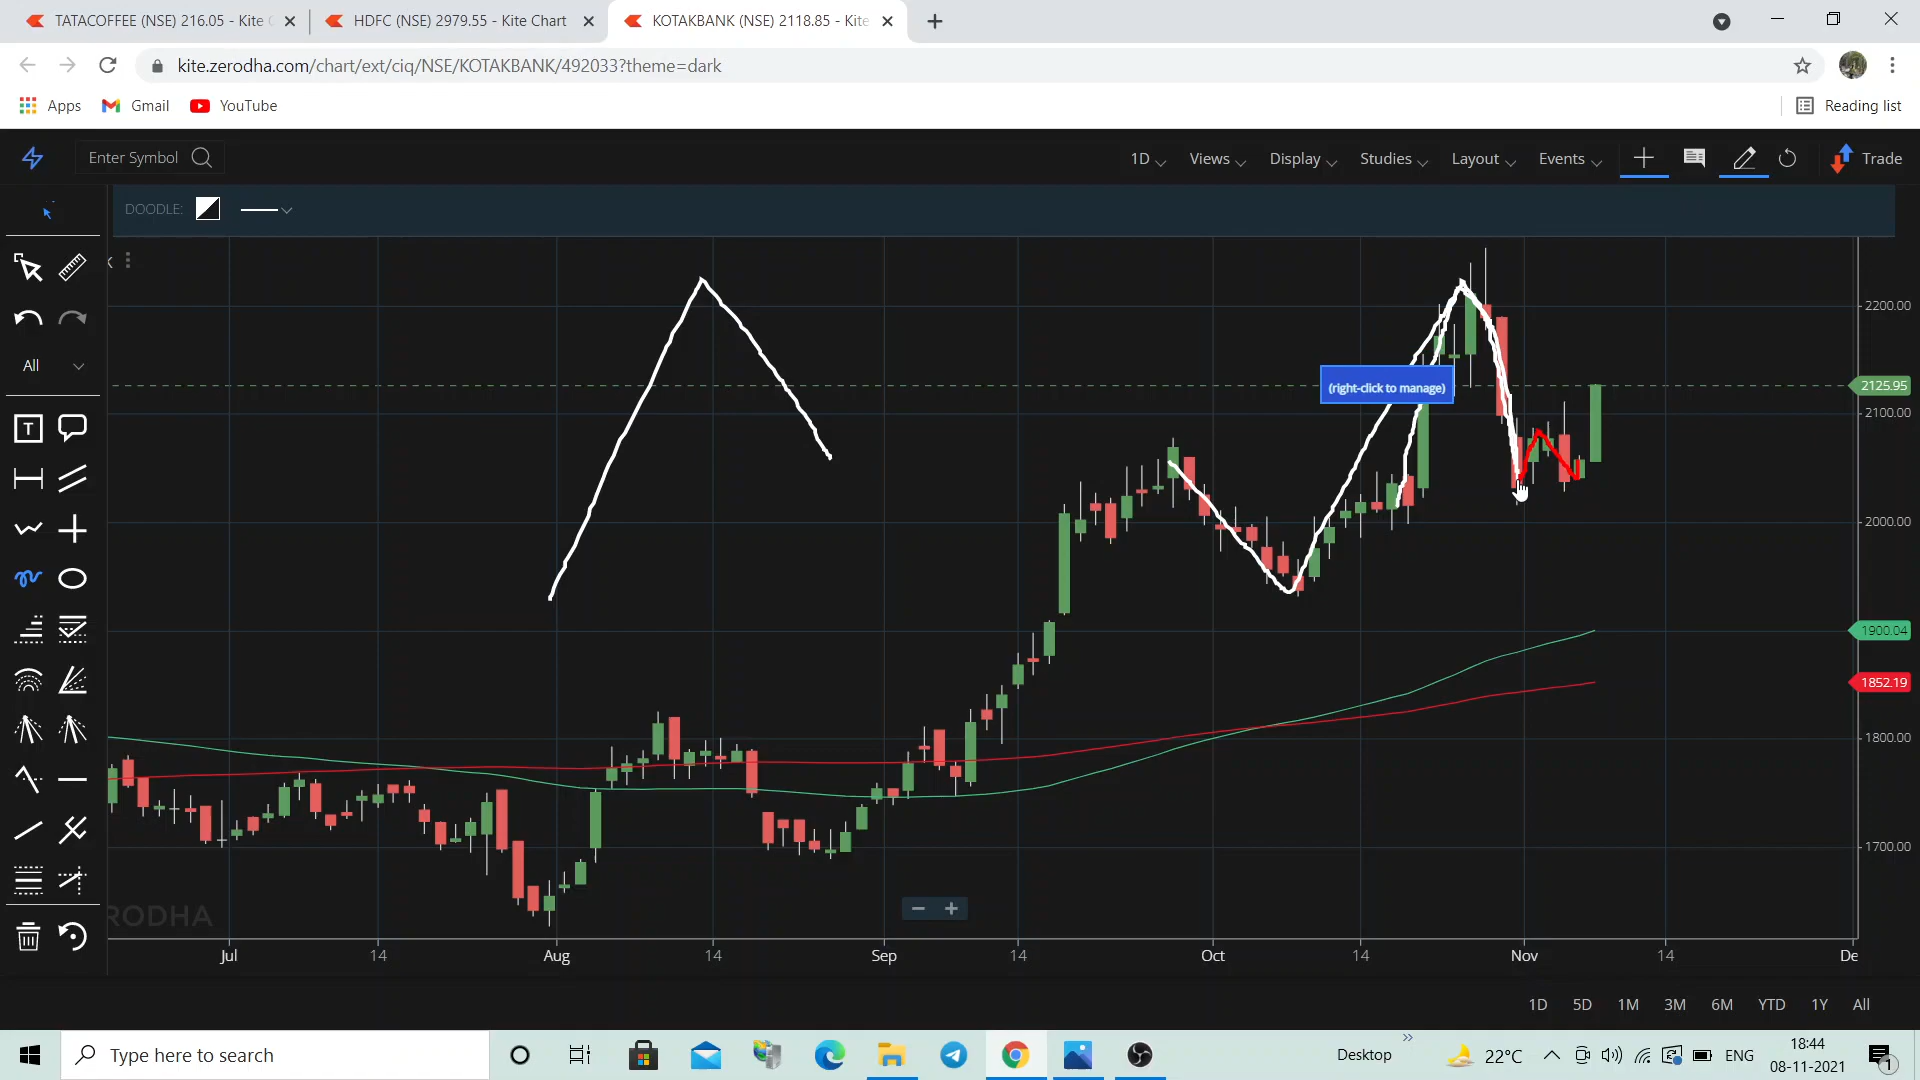 TATACOFFEE (NSE) 216.05 - Kite C
HDFC (NSE) 2979.55 - Kite Chart
KOTAKBANK (NSE) 2118.85 - Kite
kite.zerodha.com/chart/ext/ciq/NSE/KOTAKBANK/492033?theme=dark
Apps Gmail YouTube Reading list
Enter Symbol 1D Views Display Studies Layout Events Trade
DOODLE:
All
T
2200.00
(right-click to manage)
2125.95
2100.00
2000.00
1900.04
1852.19
1800.00
1700.00
RODHA
Jul 14 Aug 14 Sep 14 Oct 14 Nov 14 De
1D 5D 1M 3M 6M YTD 1Y All
Type here to search
Desktop
22°C
ENG
18:44
08-11-2021
1